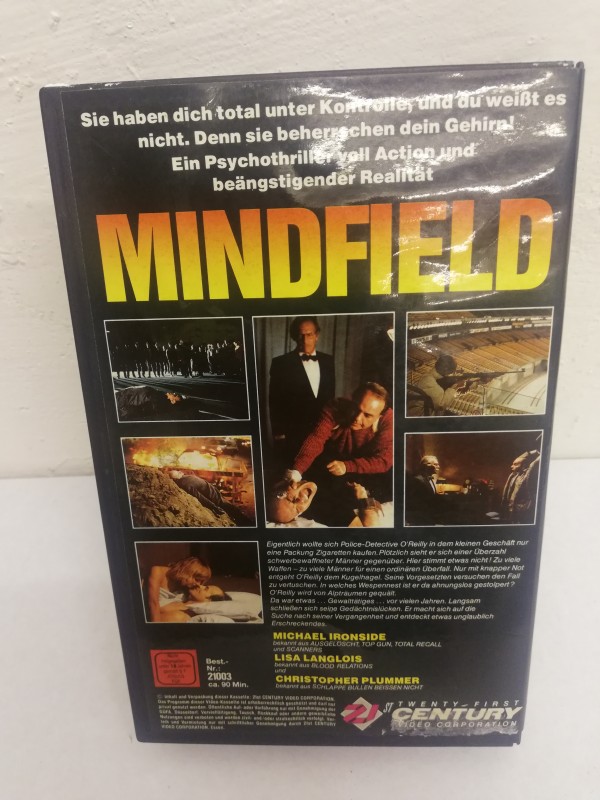 Sie haben dich total unter Kontrolle, und du weißt es
nicht. Denn sie beherrschen dein Gehirn!
Ein Psychothriller voll Action und
beängstigender Realität
MINDFIELD
Eigentlich wollte sich Police-Detective O'Reilly in dem kleinen Geschäft nur
eine Packung Zigaretten kaufen. Plötzlich sieht er sich einer Überzahl
schwerbewaffneter Männer gegenüber. Hier stimmt etwas nicht! Zu viele
Waffen – zu viele Männer für einen ordinären Überfall. Nur mit knapper Not
entgeht O'Reilly dem Kugelhagel. Seine Vorgesetzten versuchen den Fall
zu vertuschen. In welches Wespennest ist er da ahnungslos gestolpert?
O'Reilly wird von Alpträumen gequält.
Da war etwas . . . Gewalttätiges . . . vor vielen Jahren. Langsam
schließen sich seine Gedächtnislücken. Er macht sich auf die
Suche nach seiner Vergangenheit und entdeckt etwas unglaublich
Erschreckendes.
MICHAEL IRONSIDE
bekannt aus AUSGELÖSCHT, TOP GUN, TOTAL RECALL
und SCANNERS
LISA LANGLOIS
bekannt aus BLOOD RELATIONS
und
CHRISTOPHER PLUMMER
bekannt aus SCHLAPPE BULLEN BEISSEN NICHT
Best.-
Nr.:
21003
ca. 90 Min.
21ST
TWENTY-FIRST
CENTURY
VIDEO CORPORATION